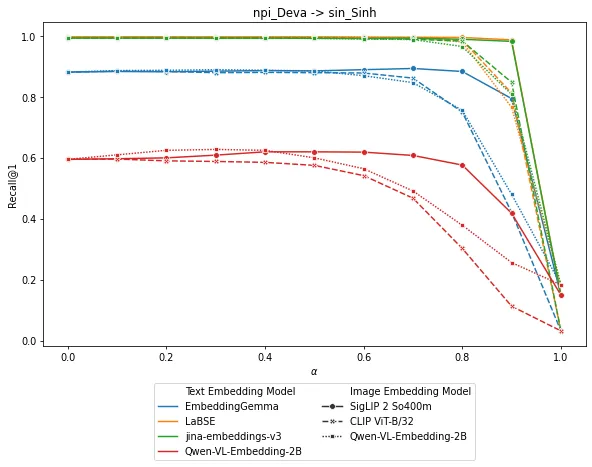 npi_Deva -> sin_Sinh
Recall@1
1.0
0.8
0.6
0.4
0.2
0.0
0.0 0.2 0.4 0.6 0.8 1.0
α
Text Embedding Model Image Embedding Model
EmbeddingGemma SigLIP 2 So400m
LaBSE CLIP ViT-B/32
jina-embeddings-v3 Qwen-VL-Embedding-2B
Qwen-VL-Embedding-2B